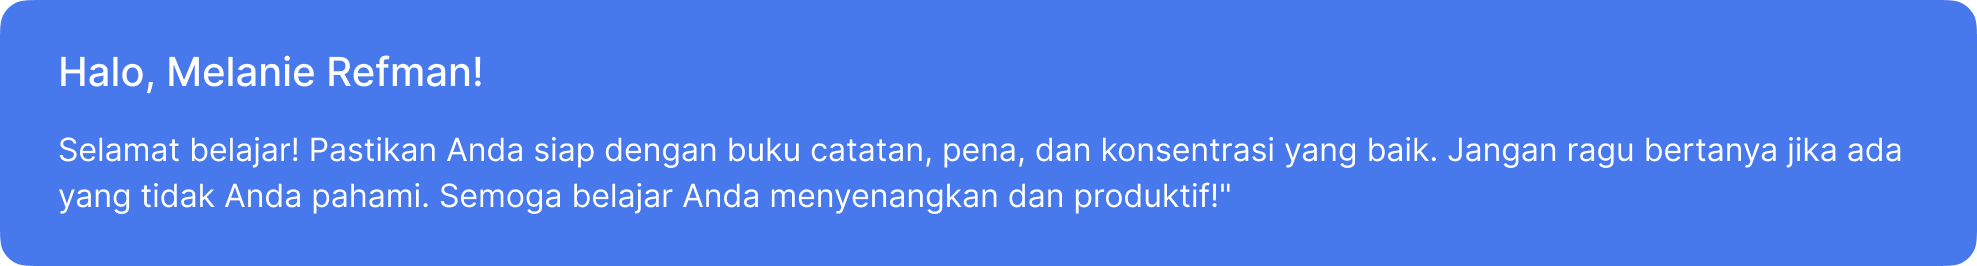 Halo, Melanie Refman!
Selamat belajar! Pastikan Anda siap dengan buku catatan, pena, dan konsentrasi yang baik. Jangan ragu bertanya jika ada
yang tidak Anda pahami. Semoga belajar Anda menyenangkan dan produktif!"